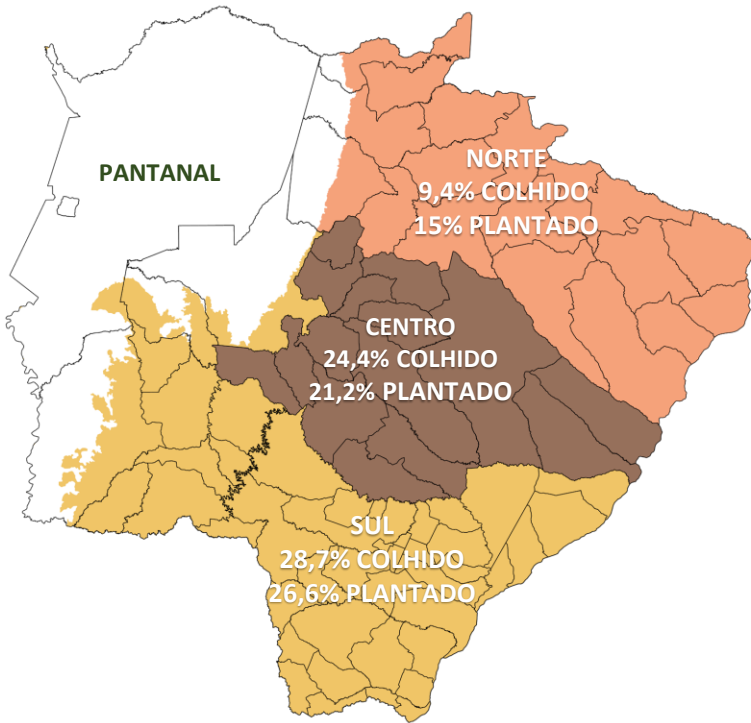 NORTE
9,4% COLHIDO
15% PLANTADO
PANTANAL
CENTRO
24,4% COLHIDO
21,2% PLANTADO
SUL
28,7% COLHIDO
26,6% PLANTADO